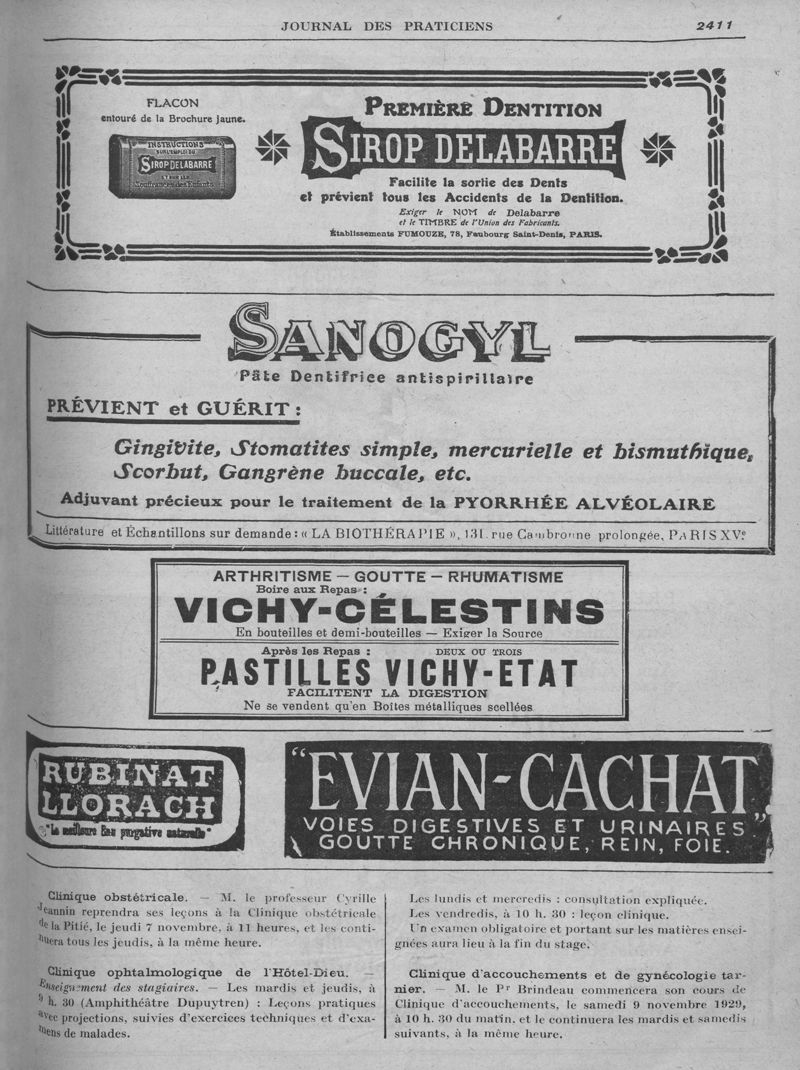 JOURNAL DES PRATICIENS 2411
FLACON
entouré de la Brochure Jaune.
INSTRUCTIONS
SUR L'EMPLOI DU
SIROP DELABARRE
ET SUR LES
PREMIÈRE DENTITION
SIROP DELABARRE
Facilite la sortie des Dents
et prévient tous les Accidents de la Dentition.
Exiger le NOM de Delabarre
et le TIMBRE de l'Union des Fabricants.
Établissements FUMOUZE, 78, Faubourg Saint-Denis, PARIS.
SANOGYL
Pâte Dentifrice antispirillaire
PRÉVIENT et GUÉRIT :
Gingivite, Stomatites simple, mercurielle et bismuthique,
Scorbut, Gangrène buccale, etc.
Adjuvant précieux pour le traitement de la PYORRHÉE ALVÉOLAIRE
Littérature et Échantillons sur demande : « LA BIOTHÉRAPIE », 131, rue Cambronne prolongée, PARIS XVe
ARTHRITISME — GOUTTE — RHUMATISME
Boire aux Repas :
VICHY-CÉLESTINS
En bouteilles et demi-bouteilles — Exiger la Source
Après les Repas : DEUX OU TROIS
PASTILLES VICHY-ETAT
FACILITENT LA DIGESTION
Ne se vendent qu'en Boîtes métalliques scellées
RUBINAT
LLORACH
"La meilleure Eau purgative naturelle"
"EVIAN-CACHAT"
VOIES DIGESTIVES ET URINAIRES
GOUTTE CHRONIQUE, REIN, FOIE.
Clinique obstétricale. — M. le professeur Cyrille
Jeannin reprendra ses leçons à la Clinique obstétricale
de la Pitié, le jeudi 7 novembre, à 11 heures, et les conti-
nuera tous les jeudis, à la même heure.
Clinique ophtalmologique de l'Hôtel-Dieu. —
Enseignement des stagiaires. — Les mardis et jeudis, à
9 h. 30 (Amphithéâtre Dupuytren) : Leçons pratiques
avec projections, suivies d'exercices techniques et d'exa-
mens de malades.
Les lundis et mercredis : consultation expliquée.
Les vendredis, à 10 h. 30 : leçon clinique.
Un examen obligatoire et portant sur les matières ensei-
gnées aura lieu à la fin du stage.
Clinique d'accouchements et de gynécologie tar-
nier. — M. le Pr Brindeau commencera son cours de
Clinique d'accouchements, le samedi 9 novembre 1929,
à 10 h. 30 du matin, et le continuera les mardis et samedis
suivants, à la même heure.